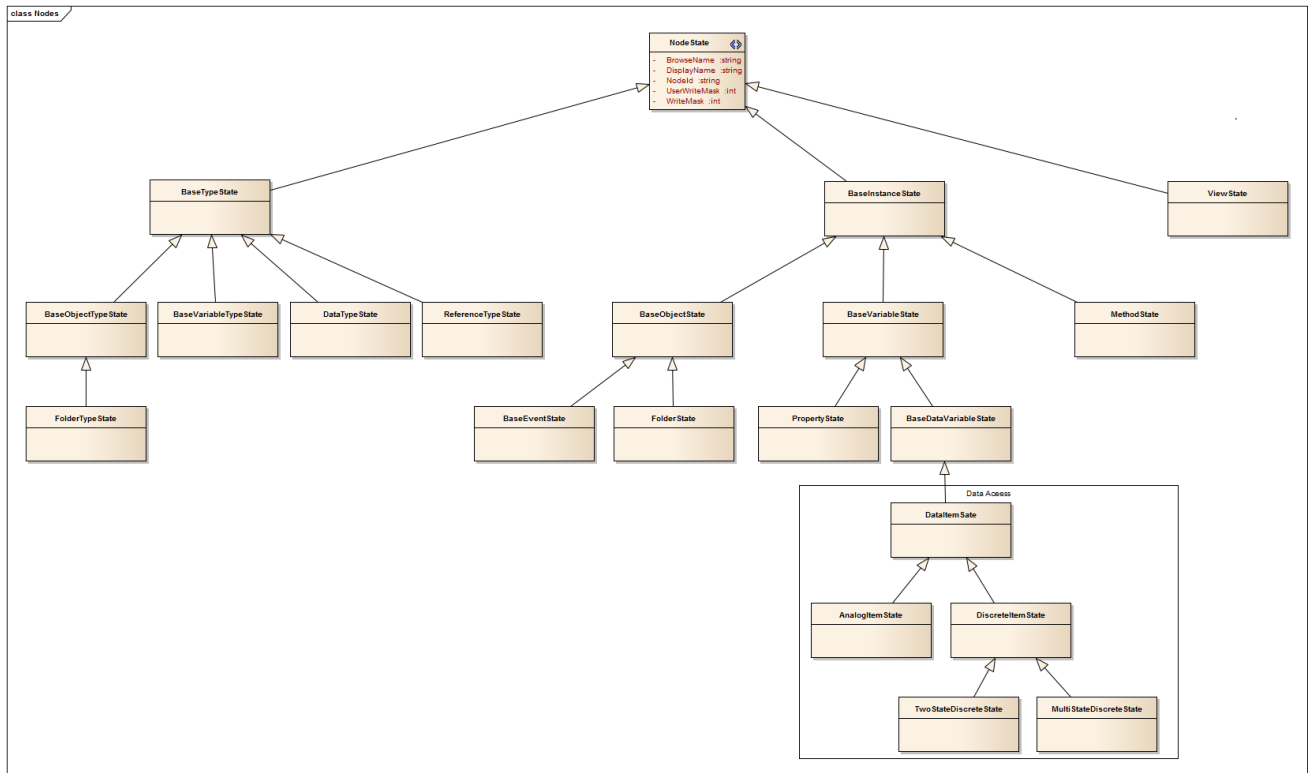 class Nodes
NodeState
- BrowseName :string
- DisplayName :string
- NodeId :string
- UserWriteMask :int
- WriteMask :int
BaseTypeState
BaseInstanceState
ViewState
BaseObjectTypeState
BaseVariableTypeState
DataTypeState
ReferenceTypeState
BaseObjectState
BaseVariableState
MethodState
FolderTypeState
BaseEventState
FolderState
PropertyState
BaseDataVariableState
Data Aceess
DataItemSate
AnalogItemState
DiscreteItemState
TwoStateDiscreteState
MultiStateDiscreteState